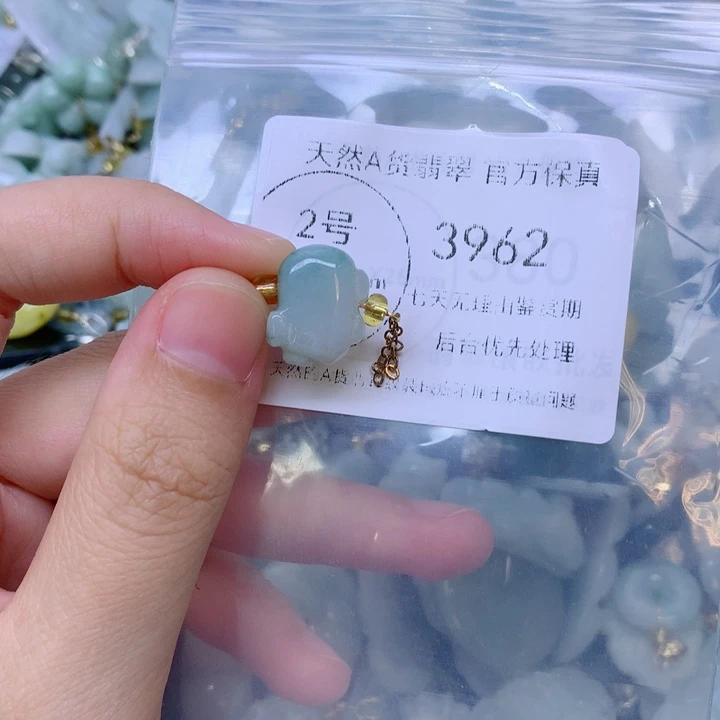 天然A货翡翠 官方保真
2号
3962
七天无理由鉴赏期
后台优先处理